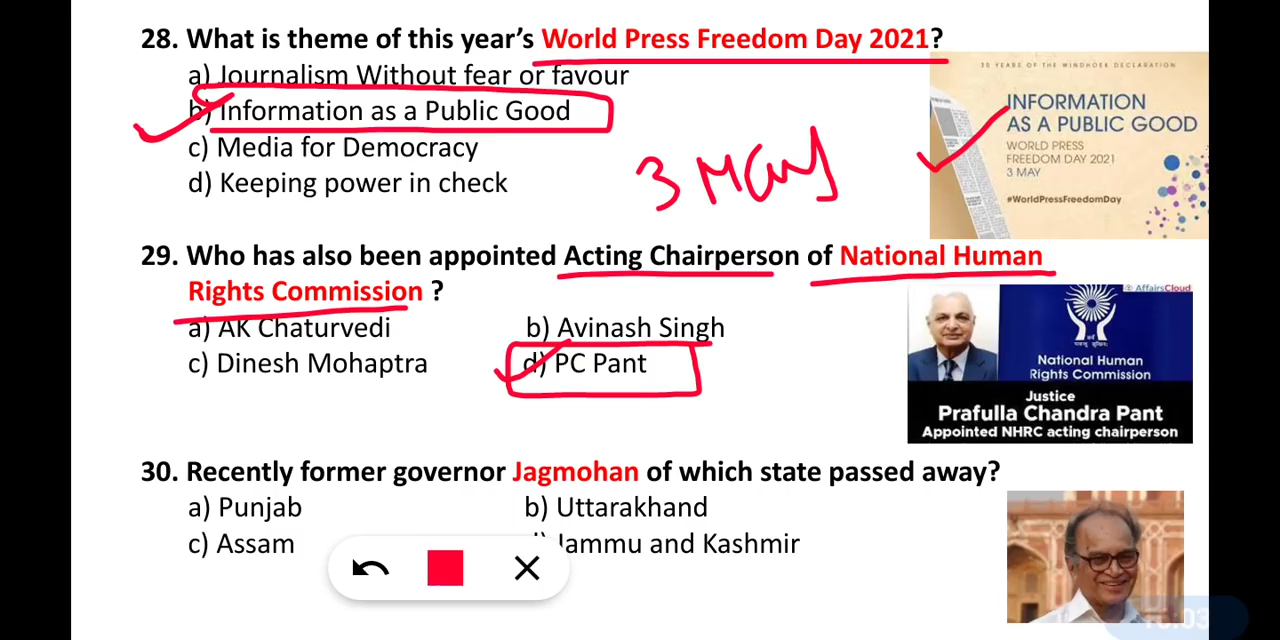 28. What is theme of this year's World Press Freedom Day 2021?
a) Journalism Without fear or favour
b) Information as a Public Good
c) Media for Democracy
d) Keeping power in check
3 May
30 YEARS OF THE WINDHOEK DECLARATION
INFORMATION
AS A PUBLIC GOOD
WORLD PRESS
FREEDOM DAY 2021
3 MAY
#WorldPressFreedomDay
29. Who has also been appointed Acting Chairperson of National Human
Rights Commission ?
a) AK Chaturvedi b) Avinash Singh
c) Dinesh Mohaptra d) PC Pant
AffairsCloud
National Human
Rights Commission
Justice
Prafulla Chandra Pant
Appointed NHRC acting chairperson
30. Recently former governor Jagmohan of which state passed away?
a) Punjab b) Uttarakhand
c) Assam d) Jammu and Kashmir